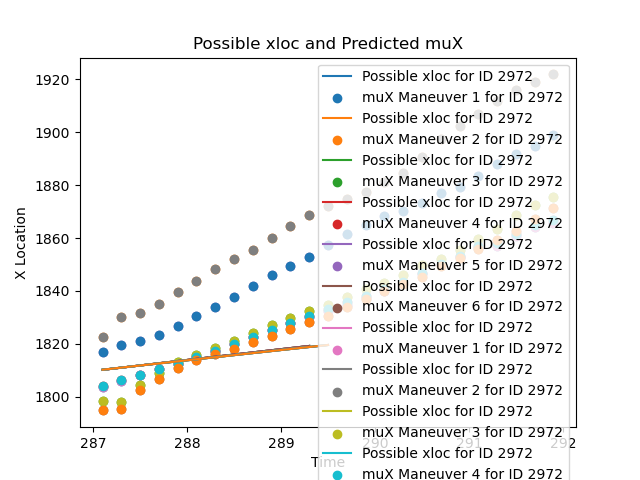 Possible xloc and Predicted muX
X Location
1920
1900
1880
1860
1840
1820
1800
287
288
289
290
291
292
Time
Possible xloc for ID 2972
muX Maneuver 1 for ID 2972
Possible xloc for ID 2972
muX Maneuver 2 for ID 2972
Possible xloc for ID 2972
muX Maneuver 3 for ID 2972
Possible xloc for ID 2972
muX Maneuver 4 for ID 2972
Possible xloc for ID 2972
muX Maneuver 5 for ID 2972
Possible xloc for ID 2972
muX Maneuver 6 for ID 2972
Possible xloc for ID 2972
muX Maneuver 1 for ID 2972
Possible xloc for ID 2972
muX Maneuver 2 for ID 2972
Possible xloc for ID 2972
muX Maneuver 3 for ID 2972
Possible xloc for ID 2972
muX Maneuver 4 for ID 2972